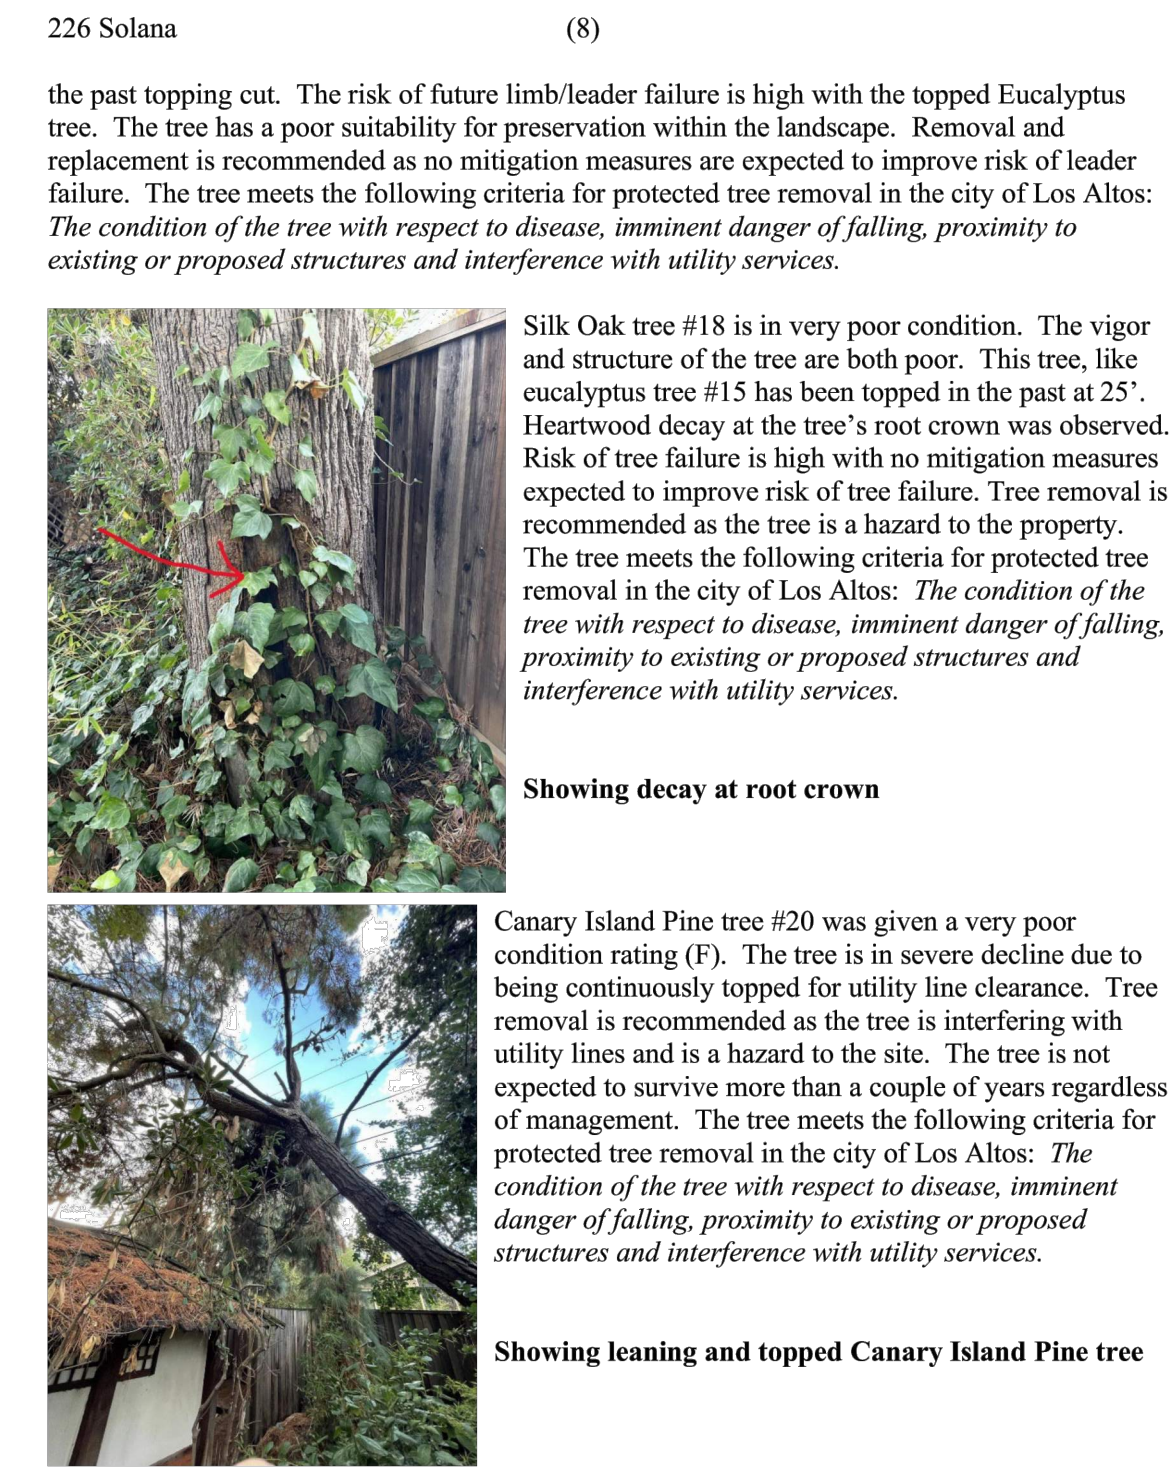 226 Solana (8)
the past topping cut.  The risk of future limb/leader failure is high with the topped Eucalyptus
tree.  The tree has a poor suitability for preservation within the landscape.  Removal and
replacement is recommended as no mitigation measures are expected to improve risk of leader
failure.  The tree meets the following criteria for protected tree removal in the city of Los Altos:
The condition of the tree with respect to disease, imminent danger of falling, proximity to
existing or proposed structures and interference with utility services.
Silk Oak tree #18 is in very poor condition.  The vigor
and structure of the tree are both poor.  This tree, like
eucalyptus tree #15 has been topped in the past at 25’.
Heartwood decay at the tree’s root crown was observed.
Risk of tree failure is high with no mitigation measures
expected to improve risk of tree failure. Tree removal is
recommended as the tree is a hazard to the property.
The tree meets the following criteria for protected tree
removal in the city of Los Altos:  The condition of the
tree with respect to disease, imminent danger of falling,
proximity to existing or proposed structures and
interference with utility services.
Showing decay at root crown
Canary Island Pine tree #20 was given a very poor
condition rating (F).  The tree is in severe decline due to
being continuously topped for utility line clearance.  Tree
removal is recommended as the tree is interfering with
utility lines and is a hazard to the site.  The tree is not
expected to survive more than a couple of years regardless
of management.  The tree meets the following criteria for
protected tree removal in the city of Los Altos:  The
condition of the tree with respect to disease, imminent
danger of falling, proximity to existing or proposed
structures and interference with utility services.
Showing leaning and topped Canary Island Pine tree